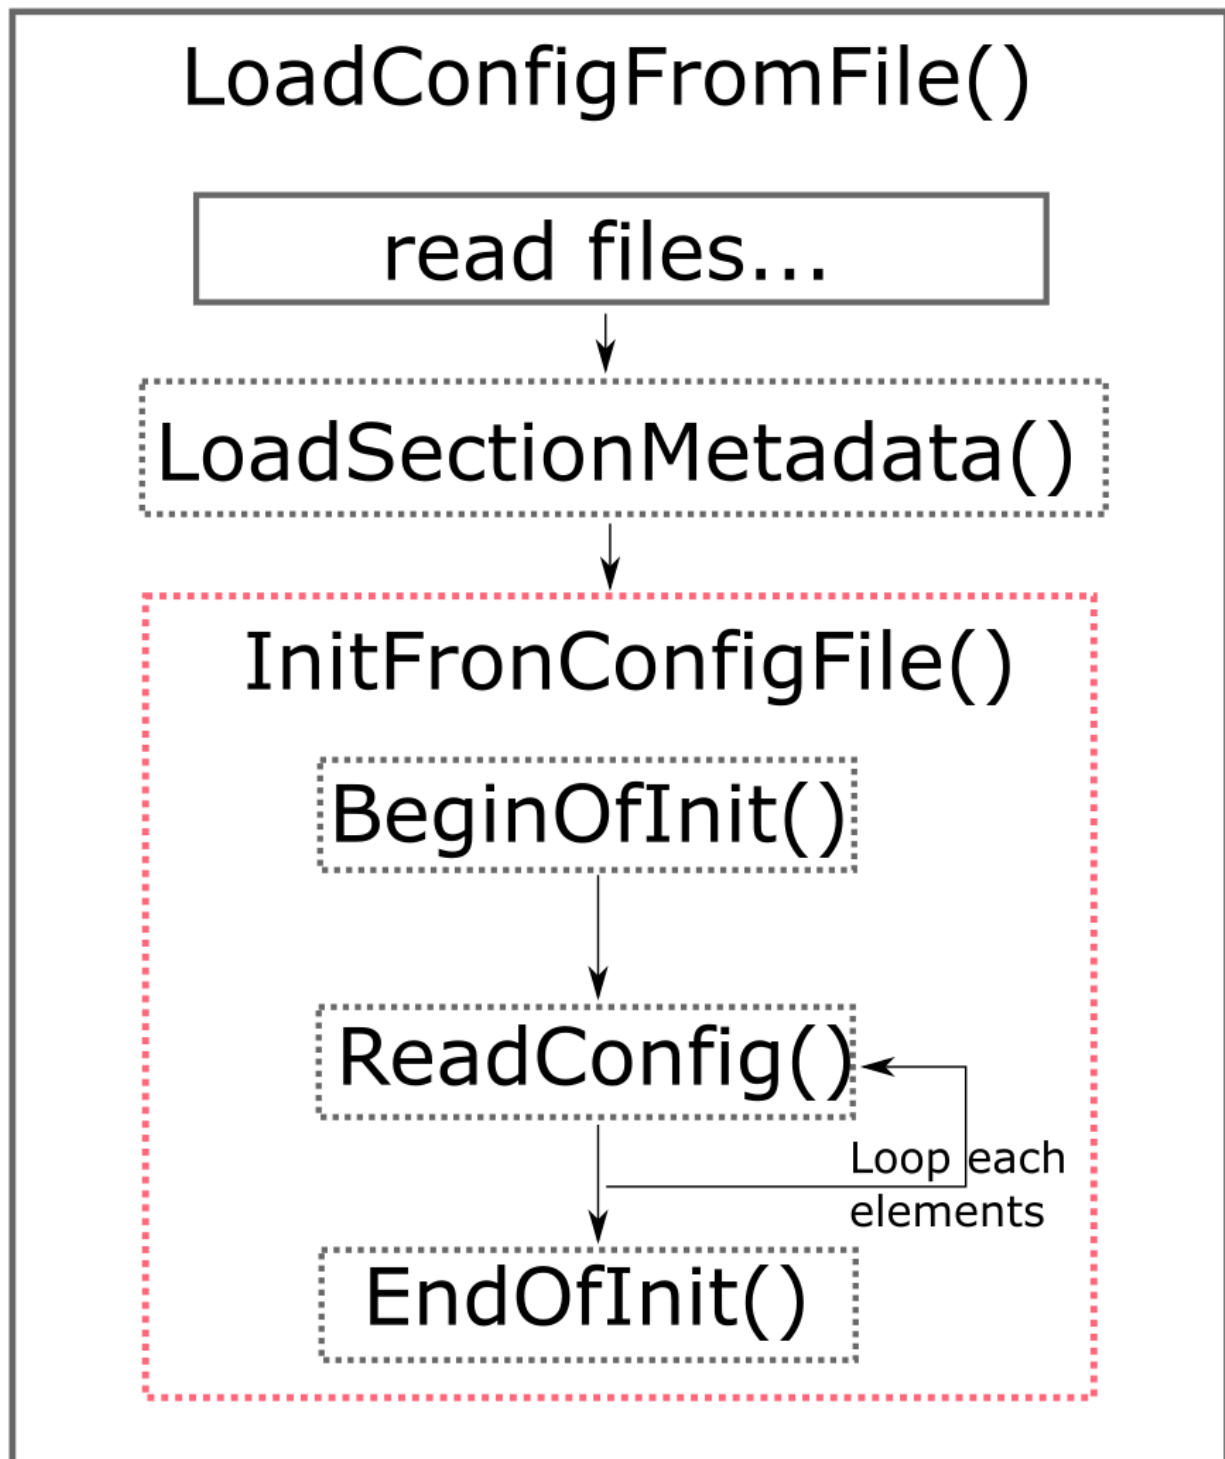 LoadConfigFromFile()
read files...
LoadSectionMetadata()
InitFronConfigFile()
BeginOfInit()
ReadConfig()
Loop each
elements
EndOfInit()